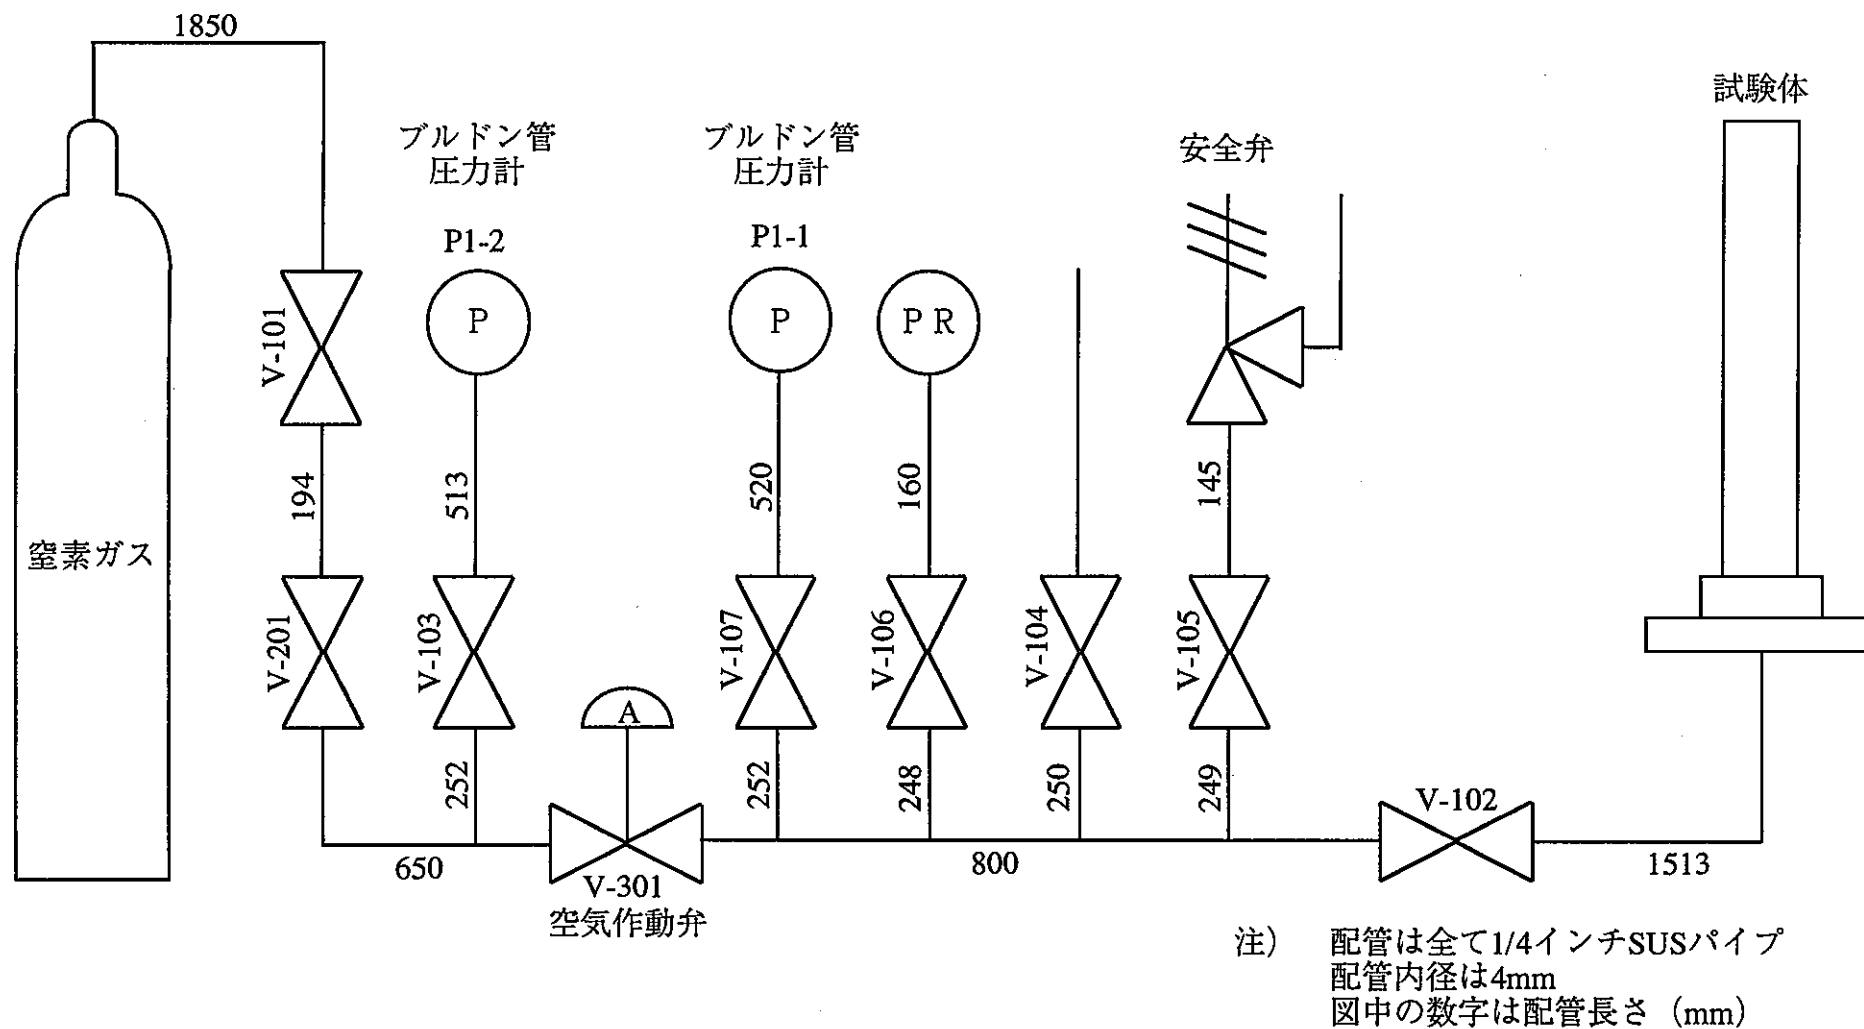 1850
試験体
ブルドン管
圧力計
ブルドン管
圧力計
安全弁
P1-2
P1-1
V-101
P
P
P R
194
513
520
160
145
窒素ガス
V-201
V-103
V-107
V-106
V-104
V-105
A
252
252
248
250
249
V-102
650
800
1513
V-301
空気作動弁
注) 配管は全て1/4インチSUSパイプ
配管内径は4mm
図中の数字は配管長さ (mm)